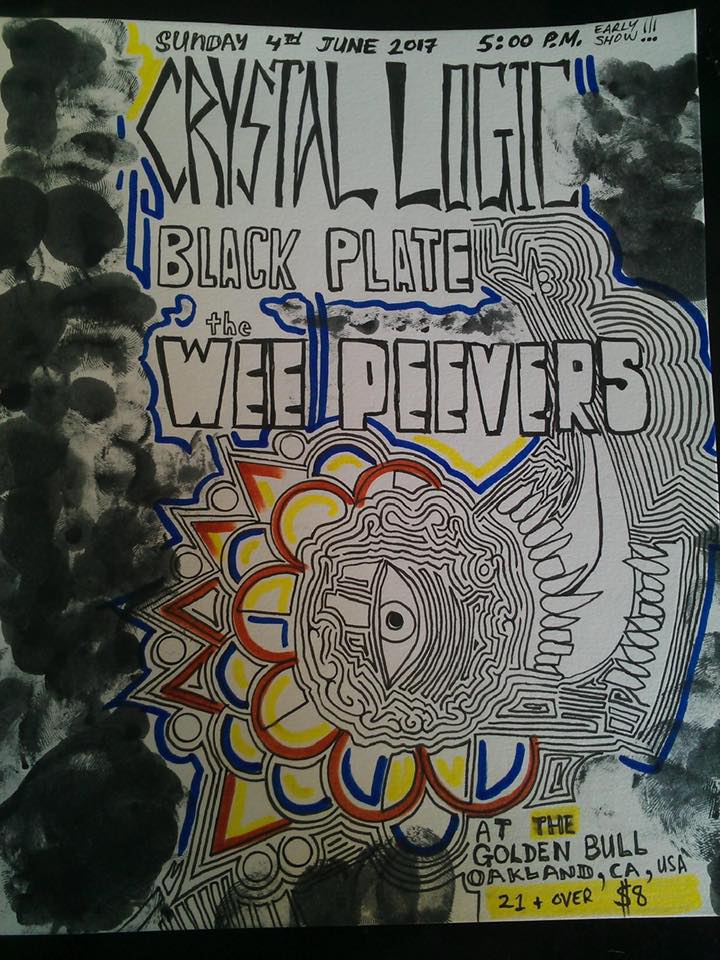 SUNDAY 4TH JUNE 2017 5:00 P.M. EARLY SHOW!!!
CRYSTAL LOGIC
BLACK PLATE
the
WEE PEEVERS
AT THE
GOLDEN BULL
OAKLAND, CA, USA
21 + OVER $8